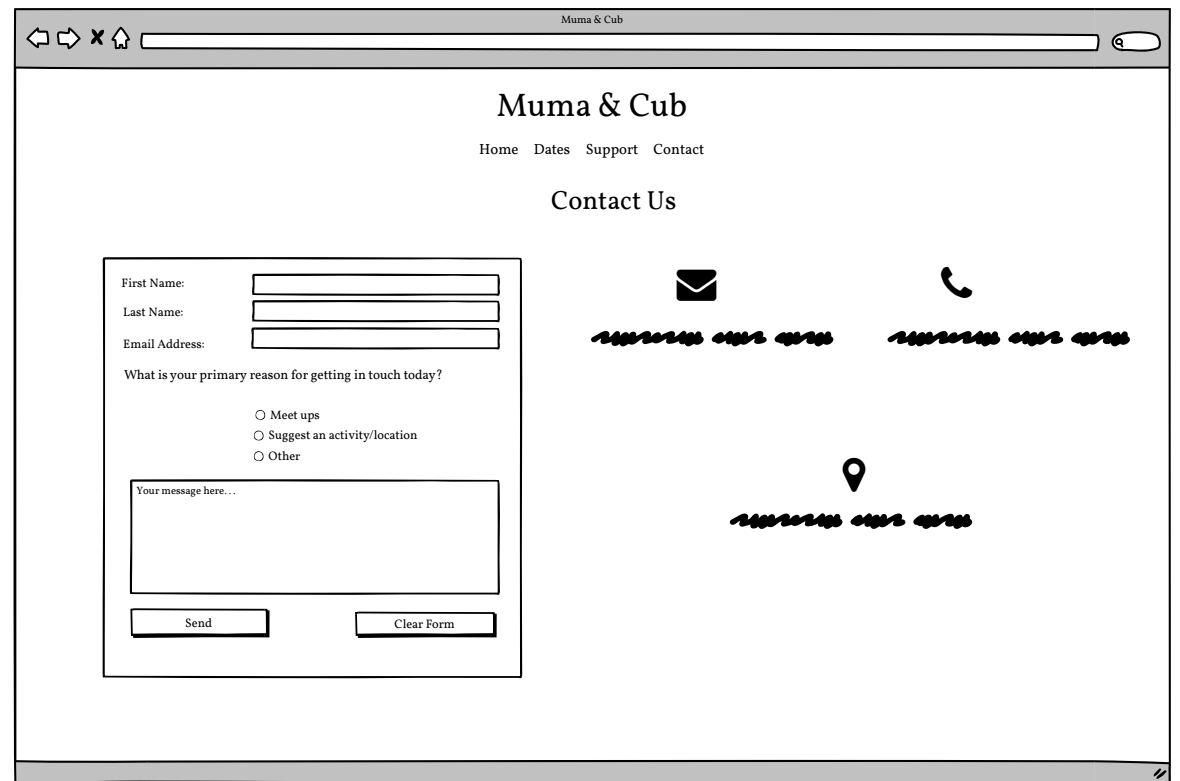 Muma & Cub
Muma & Cub
Home Dates Support Contact
Contact Us
First Name:
Last Name:
Email Address:
What is your primary reason for getting in touch today?
Meet ups
Suggest an activity/location
Other
Your message here...
Send Clear Form